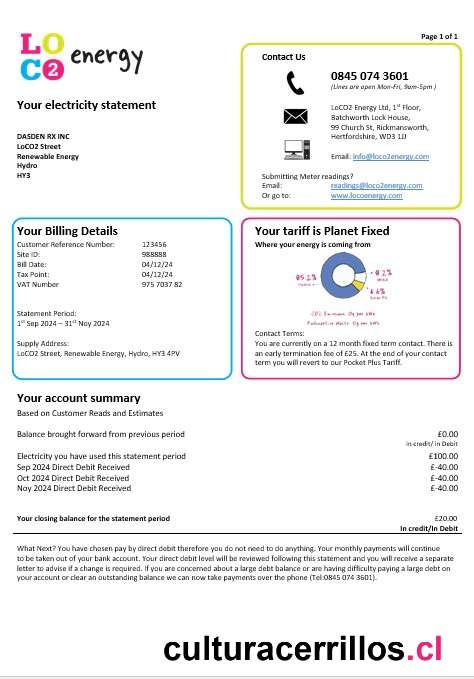 Page 1 of 1
LO
CO2 energy
Contact Us
0845 074 3601
(Lines are open Mon-Fri, 9am-5pm )
Your electricity statement
LoCO2 Energy Ltd, 1st Floor,
Batchworth Lock House,
99 Church St, Rickmansworth,
Hertfordshire, WD3 1JJ
DASDEN RX INC
LoCO2 Street
Renewable Energy
Hydro
HY3
Email: info@loco2energy.com
Submitting Meter readings?
Email: readings@loco2energy.com
Or go to: www.locoenergy.com
Your Billing Details
Customer Reference Number: 123456
Site ID: 988888
Bill Date: 04/12/24
Tax Point: 04/12/24
VAT Number 975 7037 82
Statement Period:
1st Sep 2024 – 31st Nov 2024
Supply Address:
LoCO2 Street, Renewable Energy, Hydro, HY3 4PV
Your tariff is Planet Fixed
Where your energy is coming from
85.2%
8.2%
6.6%
Contact Terms:
You are currently on a 12 month fixed term contact. There is
an early termination fee of £25. At the end of your contact
term you will revert to our Pocket Plus Tariff.
Your account summary
Based on Customer Reads and Estimates
Balance brought forward from previous period £0.00
In credit/ in Debit
Electricity you have used this statement period £100.00
Sep 2024 Direct Debit Received £-40.00
Oct 2024 Direct Debit Received £-40.00
Nov 2024 Direct Debit Received £-40.00
Your closing balance for the statement period £20.00
In credit/In Debit
What Next? You have chosen pay by direct debit therefore you do not need to do anything. Your monthly payments will continue
to be taken out of your bank account. Your direct debit level will be reviewed following this statement and you will receive a separate
letter to advise if a change is required. If you are concerned about a large debt balance or are having difficulty paying a large debt on
your account or clear an outstanding balance we can now take payments over the phone (Tel:0845 074 3601).
culturacerrillos.cl